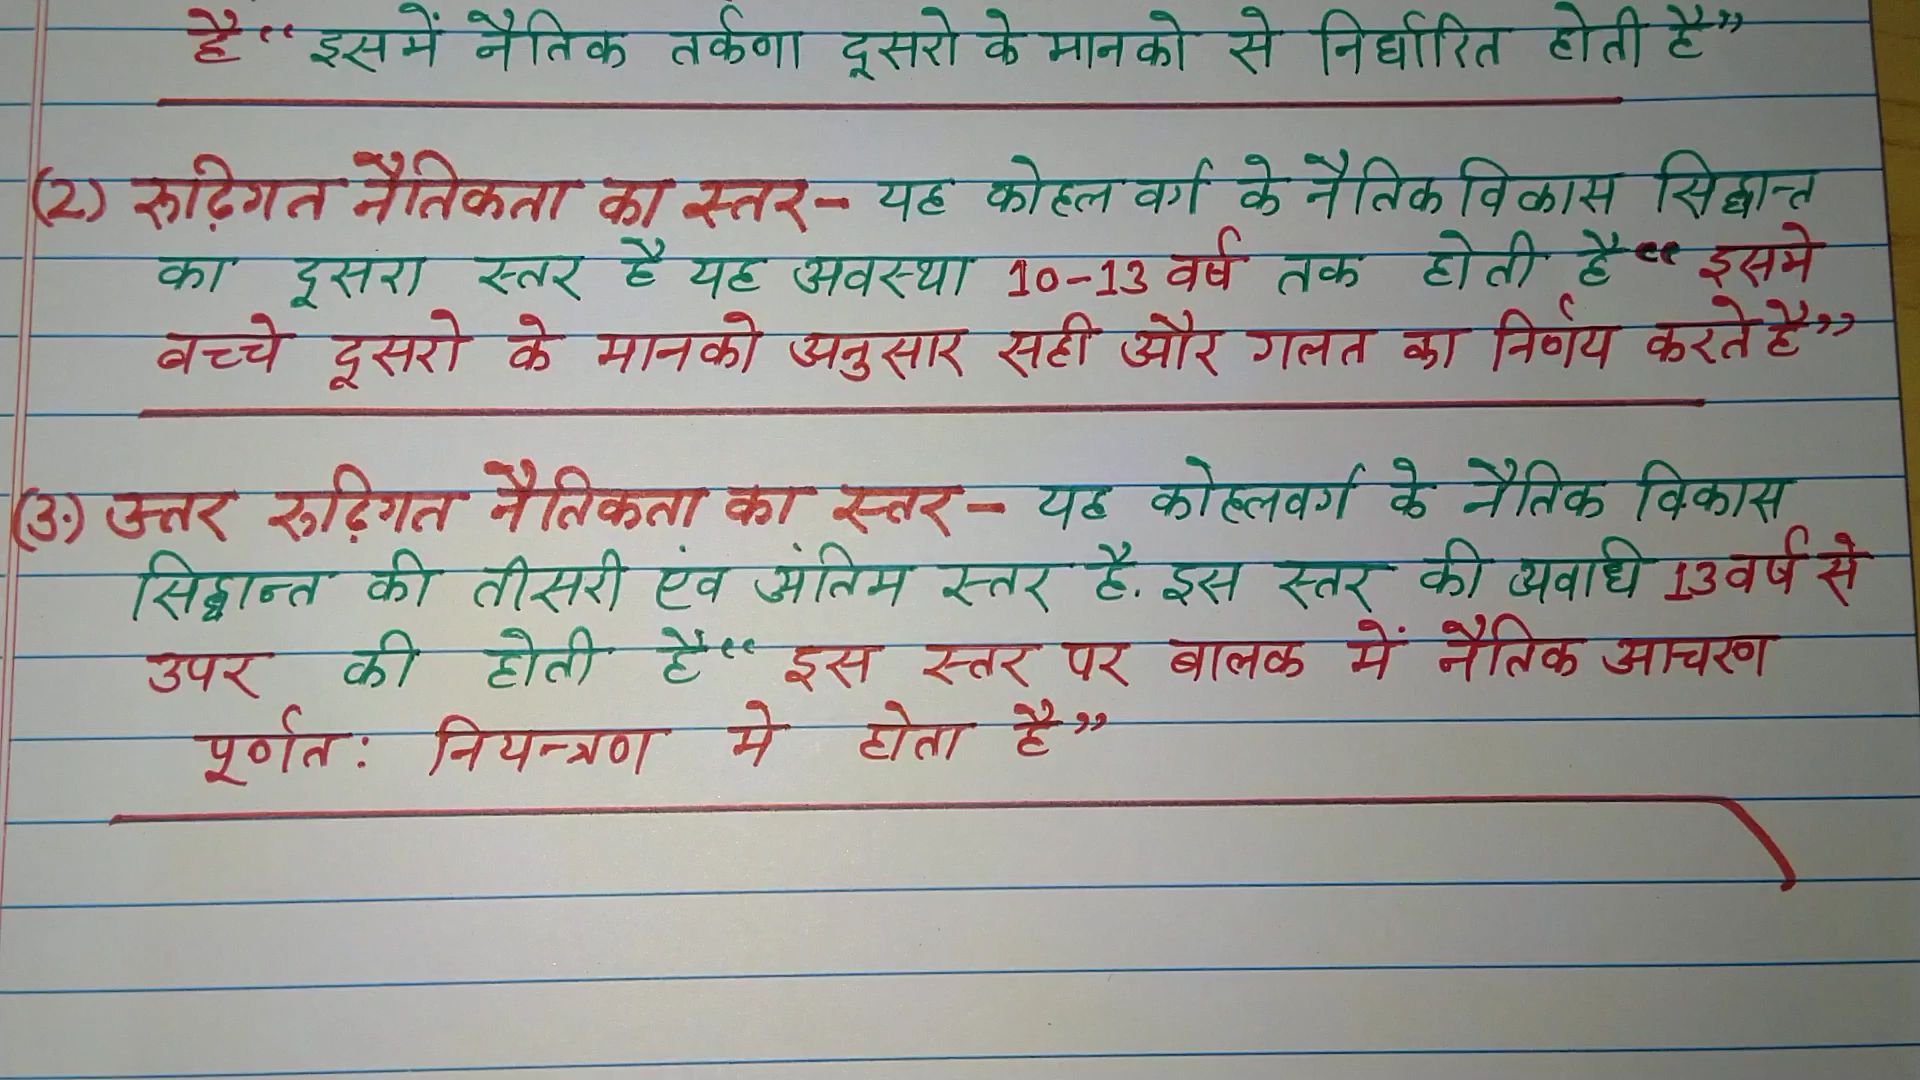 है “ इसमें नैतिक तर्कणा दूसरो के मानको से निर्धारित होती है”
(2) रूढ़िगत नैतिकता का स्तर – यह कोहल वर्ग के नैतिक विकास सिद्धान्त
का दूसरा स्तर है यह अवस्था 10-13 वर्ष तक होती है “ इसमे
बच्चे दूसरो के मानको अनुसार सही और गलत का निर्णय करते है”
(3.) उत्तर रूढ़िगत नैतिकता का स्तर – यह कोहलवर्ग के नैतिक विकास
सिद्धान्त की तीसरी एंव अंतिम स्तर है. इस स्तर की अवधि 13 वर्ष से
उपर की होती है “ इस स्तर पर बालक में नैतिक आचरण
पूर्णत: नियन्त्रण मे होता है”